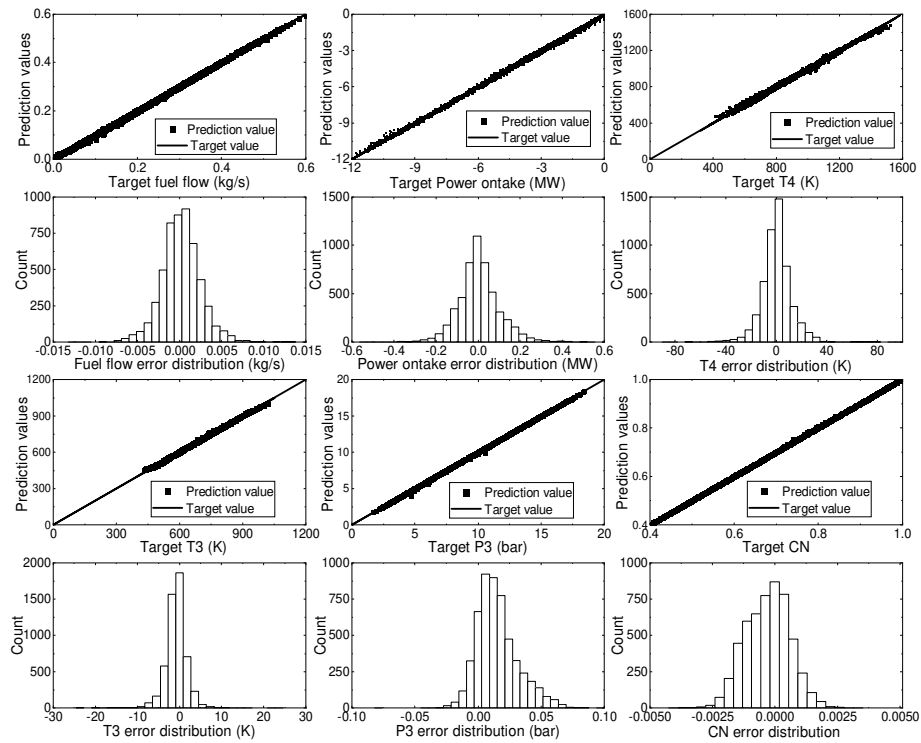 Prediction values
0.6
0.4
0.2
0.0
Prediction value
Target value
0.0 0.2 0.4 0.6
Target fuel flow (kg/s)
Prediction values
-0
-3
-6
-9
-12
Prediction value
Target value
-12 -9 -6 -3 0
Target Power ontake (MW)
Prediction values
1600
1200
800
400
0
Prediction value
Target value
0 400 800 1200 1600
Target T4 (K)
Count
1000
750
500
250
0
-0.015 -0.010 -0.005 0.000 0.005 0.010 0.015
Fuel flow error distribution (kg/s)
Count
1500
1000
500
0
-0.6 -0.4 -0.2 0.0 0.2 0.4 0.6
Power ontake error distribution (MW)
Count
1500
1000
500
0
-80 -40 0 40 80
T4 error distribution (K)
Prediction values
1200
900
600
300
0
Prediction value
Target value
0 300 600 900 1200
Target T3 (K)
Prediction values
20
15
10
5
0
Prediction value
Target value
0 5 10 15 20
Target P3 (bar)
Prediction values
1.0
0.8
0.6
0.4
Prediction value
Target value
0.4 0.6 0.8 1.0
Target CN
Count
2000
1500
1000
500
0
-30 -20 -10 0 10 20 30
T3 error distribution (K)
Count
1000
750
500
250
0
-0.10 -0.05 0.00 0.05 0.10
P3 error distribution (bar)
Count
1000
750
500
250
0
-0.0050 -0.0025 0.0000 0.0025 0.0050
CN error distribution